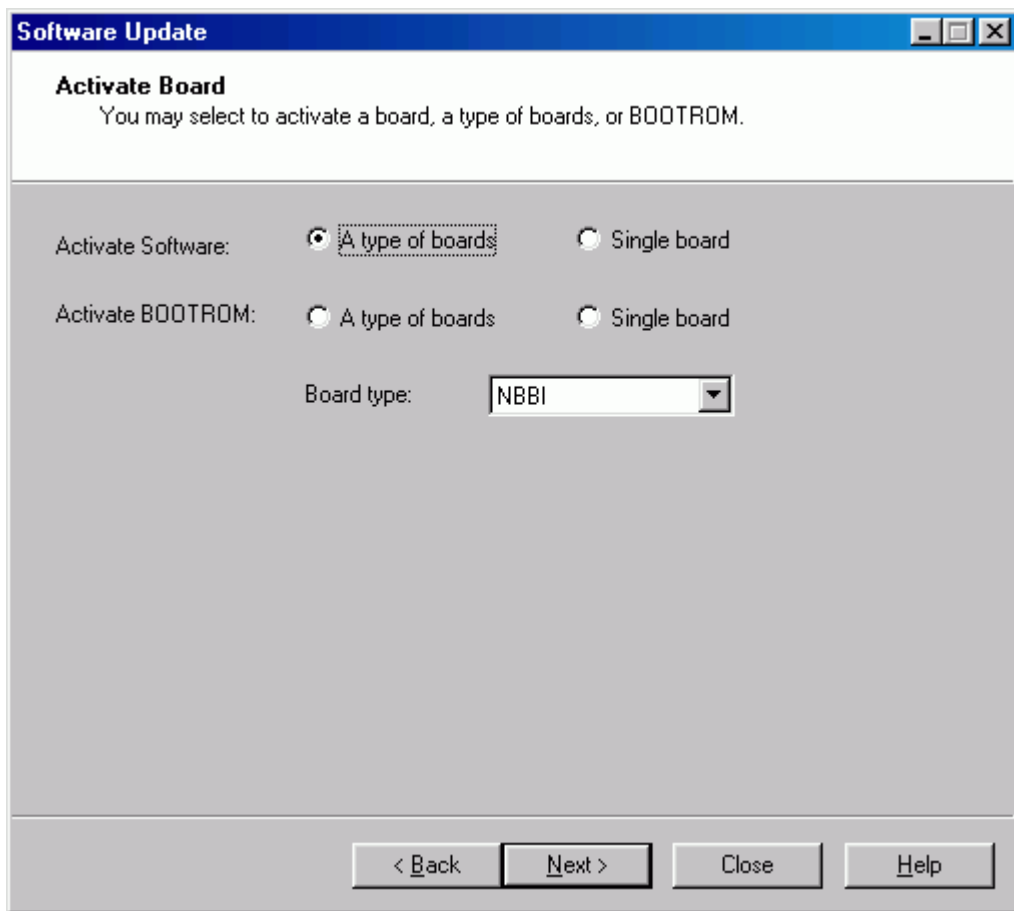 Software Update
Activate Board
You may select to activate a board, a type of boards, or BOOTROM.
Activate Software: A type of boards Single board
Activate BOOTROM: A type of boards Single board
Board type: NBBI
< Back Next > Close Help